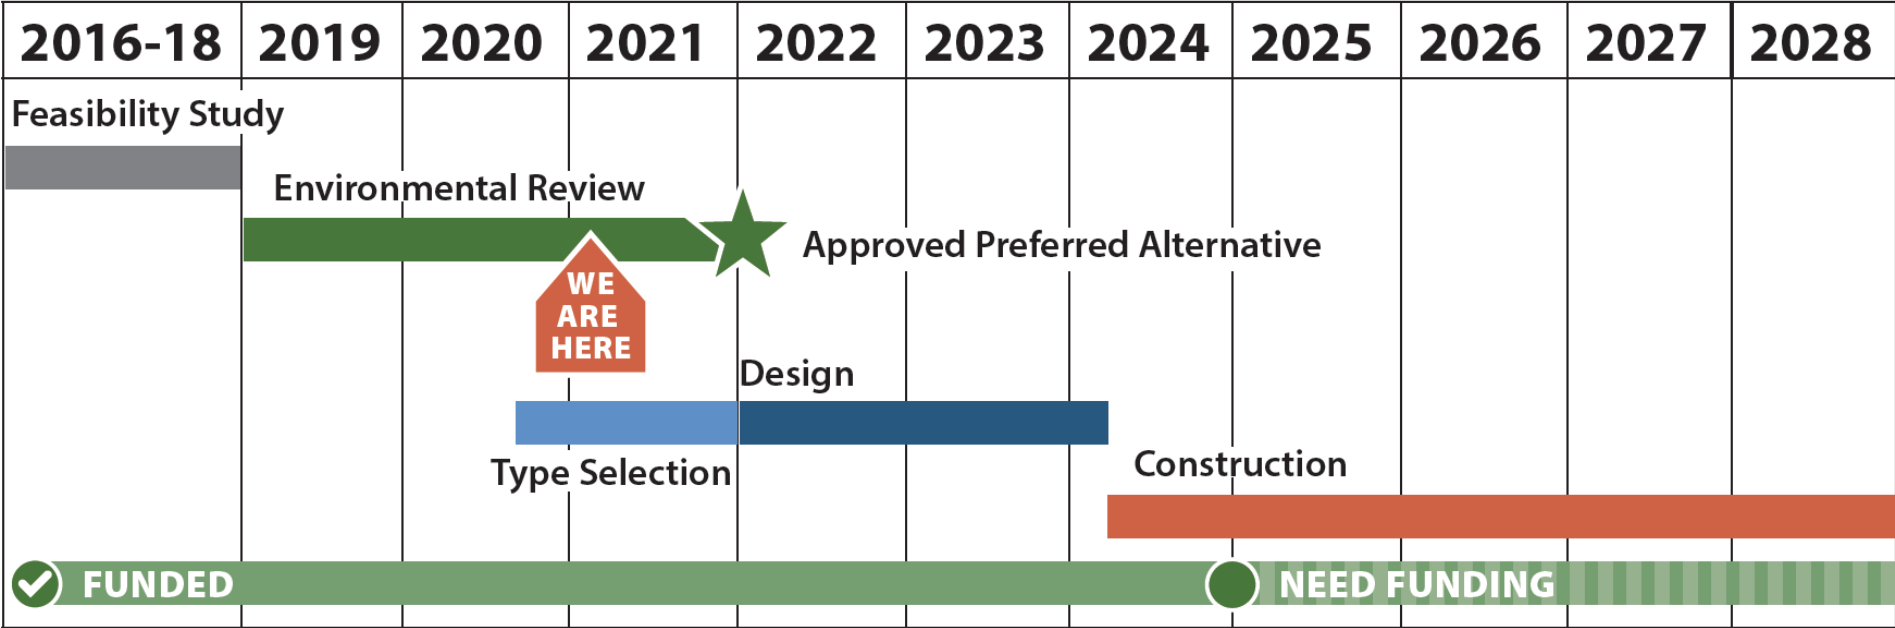 2016-18 2019 2020 2021 2022 2023 2024 2025 2026 2027 2028
Feasibility Study
Environmental Review
Approved Preferred Alternative
WE
ARE
HERE
Design
Type Selection
Construction
FUNDED
NEED FUNDING